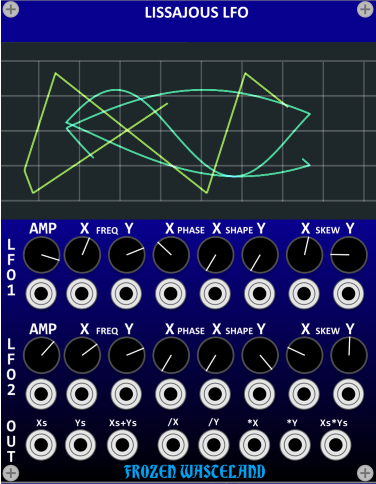 LISSAJOUS LFO
AMP X FREQ Y X PHASE X SHAPE Y X SKEW Y
LFO1
AMP X FREQ Y X PHASE X SHAPE Y X SKEW Y
LFO2
OUT
Xs Ys Xs+Ys /X /Y *X *Y Xs*Ys
FROZEN WASTELAND